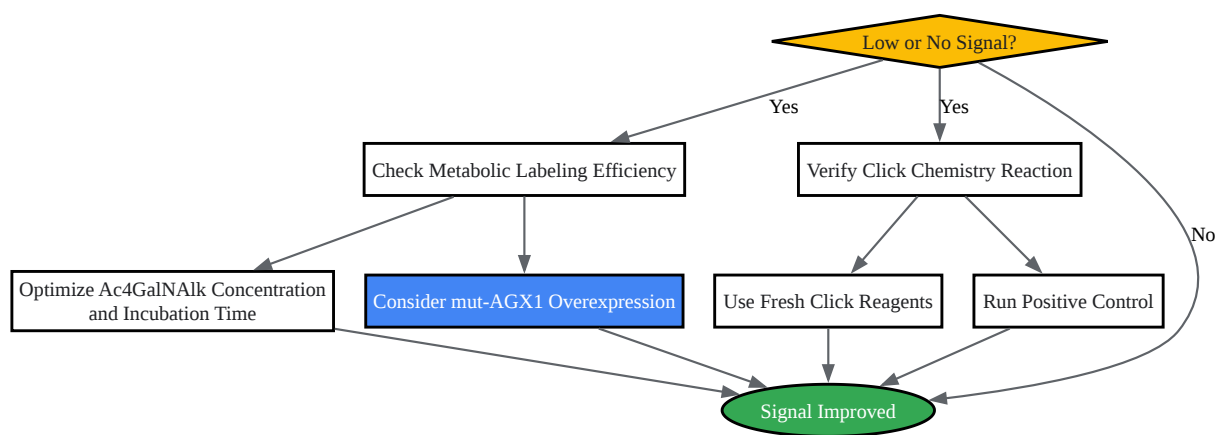 Low or No Signal?
Yes
Yes
Check Metabolic Labeling Efficiency
Verify Click Chemistry Reaction
No
Optimize Ac4GalNAlk Concentration
and Incubation Time
Consider mut-AGX1 Overexpression
Use Fresh Click Reagents
Run Positive Control
Signal Improved